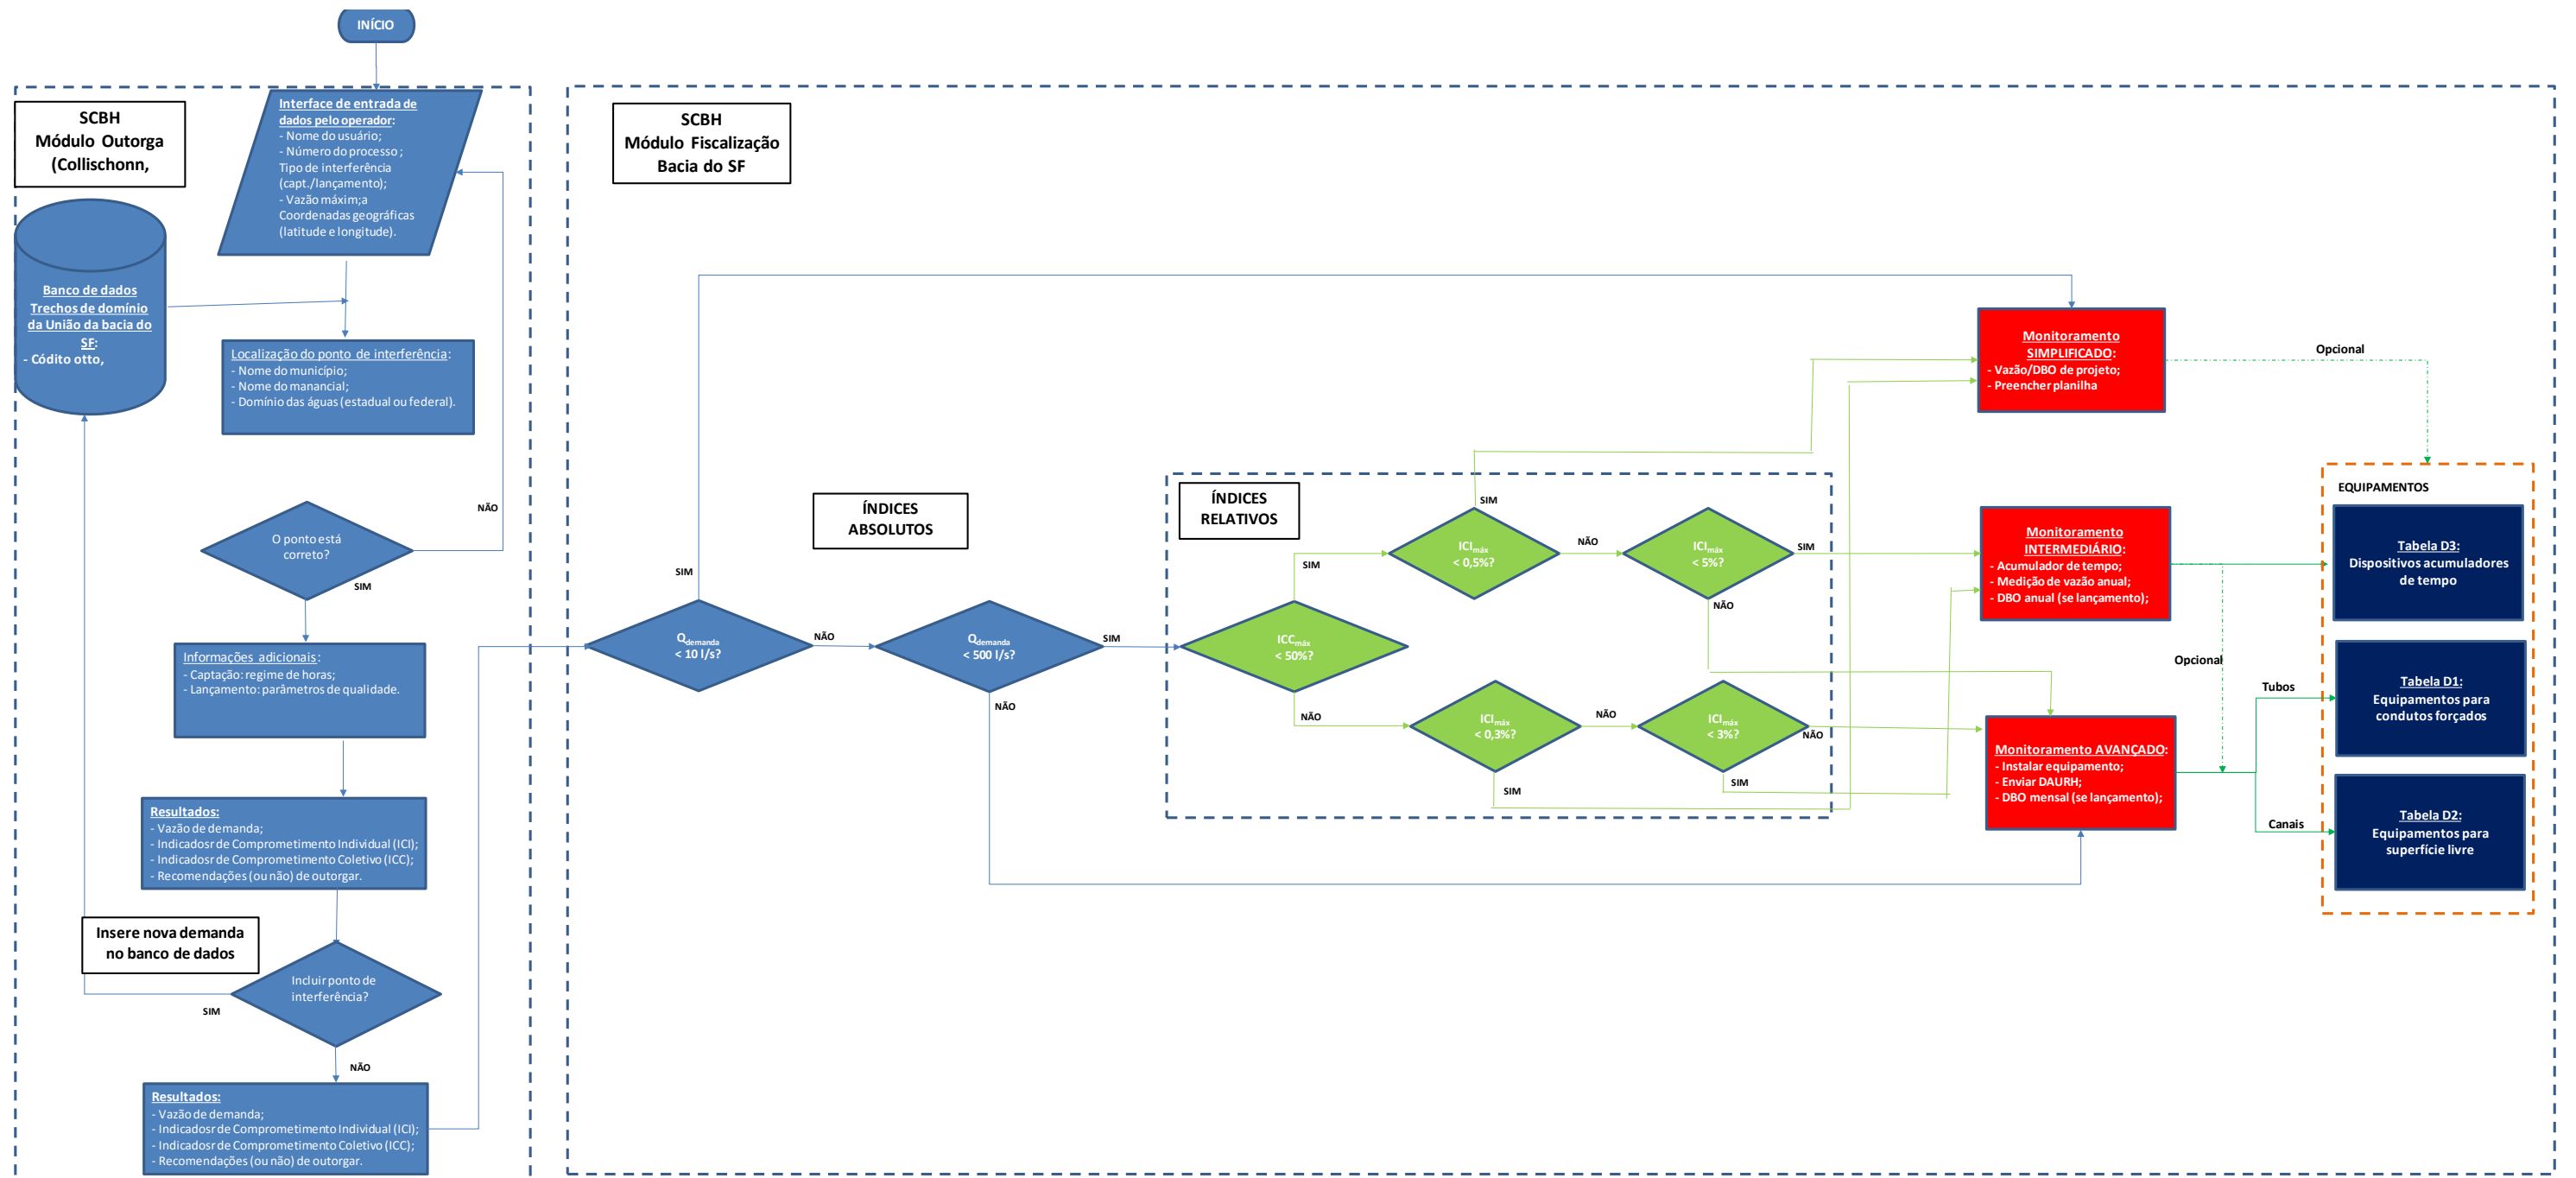 INÍCIO
SCBH
Módulo Outorga
(Collischonn,
Interface de entrada de
dados pelo operador:
- Nome do usuário;
- Número do processo ;
Tipo de interferência
(capt./lançamento);
- Vazão máxim;a
Coordenadas geográficas
(latitude e longitude).
Banco de dados
Trechos de domínio
da União da bacia do
SF:
- Códito otto,
Localização do ponto de interferência:
- Nome do município;
- Nome do manancial;
- Domínio das águas (estadual ou federal).
NÃO
O ponto está
correto?
SIM
Informações adicionais:
- Captação: regime de horas;
- Lançamento: parâmetros de qualidade.
Resultados:
- Vazão de demanda;
- Indicadosr de Comprometimento Individual (ICI);
- Indicadosr de Comprometimento Coletivo (ICC);
- Recomendações (ou não) de outorgar.
Insere nova demanda
no banco de dados
Incluir ponto de
interferência?
SIM
NÃO
Resultados:
- Vazão de demanda;
- Indicadosr de Comprometimento Individual (ICI);
- Indicadosr de Comprometimento Coletivo (ICC);
- Recomendações (ou não) de outorgar.
SCBH
Módulo Fiscalização
Bacia do SF
ÍNDICES
ABSOLUTOS
SIM
Qdemanda
< 10 l/s?
NÃO
Qdemanda
< 500 l/s?
SIM
NÃO
ÍNDICES
RELATIVOS
ICCmáx
< 50%?
SIM
NÃO
SIM
ICImáx
< 0,5%?
NÃO
ICImáx
< 5%?
SIM
NÃO
ICImáx
< 0,3%?
NÃO
SIM
ICImáx
< 3%?
NÃO
SIM
Monitoramento
SIMPLIFICADO:
- Vazão/DBO de projeto;
- Preencher planilha
Opcional
Monitoramento
INTERMEDIÁRIO:
- Acumulador de tempo;
- Medição de vazão anual;
- DBO anual (se lançamento);
Opcional
Monitoramento AVANÇADO:
- Instalar equipamento;
- Enviar DAURH;
- DBO mensal (se lançamento);
Tubos
Canais
EQUIPAMENTOS
Tabela D3:
Dispositivos acumuladores
de tempo
Tabela D1:
Equipamentos para
condutos forçados
Tabela D2:
Equipamentos para
superfície livre